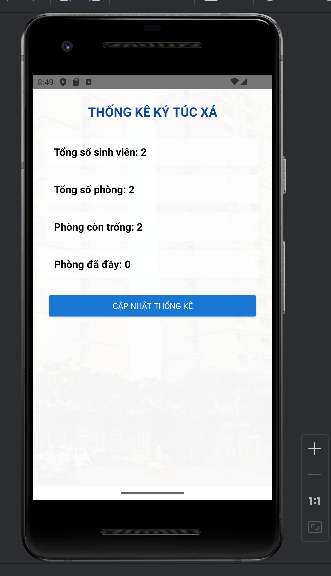 8:49
THỐNG KÊ KÝ TÚC XÁ
Tổng số sinh viên: 2
Tổng số phòng: 2
Phòng còn trống: 2
Phòng đã đầy: 0
CẬP NHẬT THỐNG KÊ
1:1